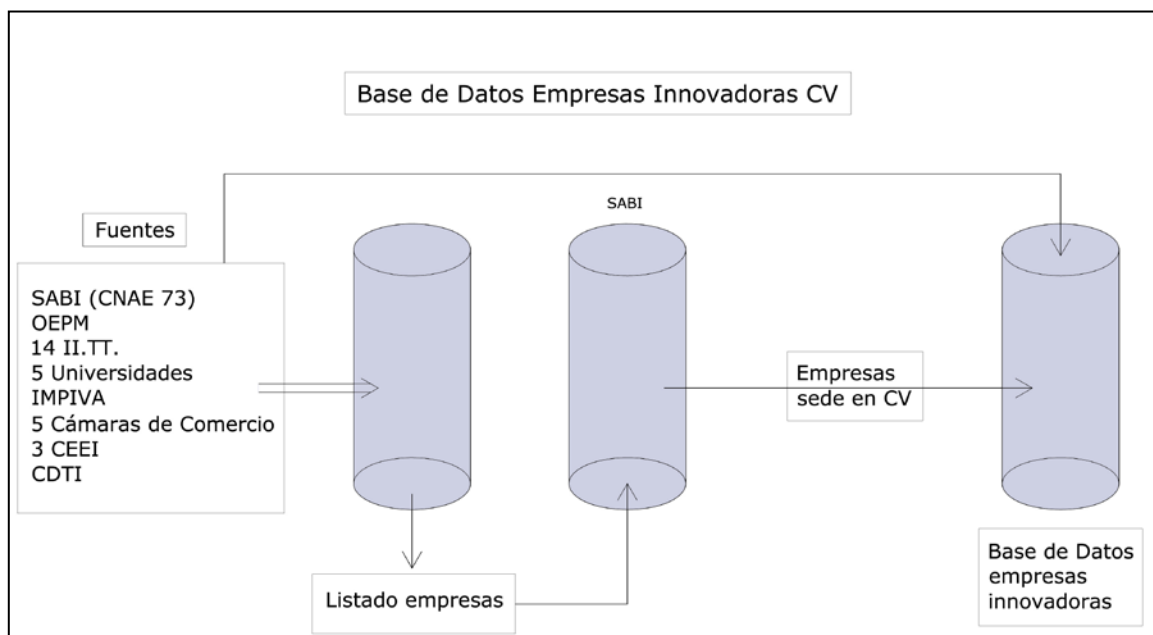 Base de Datos Empresas Innovadoras CV
SABI
Fuentes
SABI (CNAE 73)
OEPM
14 II.TT.
5 Universidades
IMPIVA
5 Cámaras de Comercio
3 CEEI
CDTI
Empresas
sede en CV
Listado empresas
Base de Datos
empresas
innovadoras